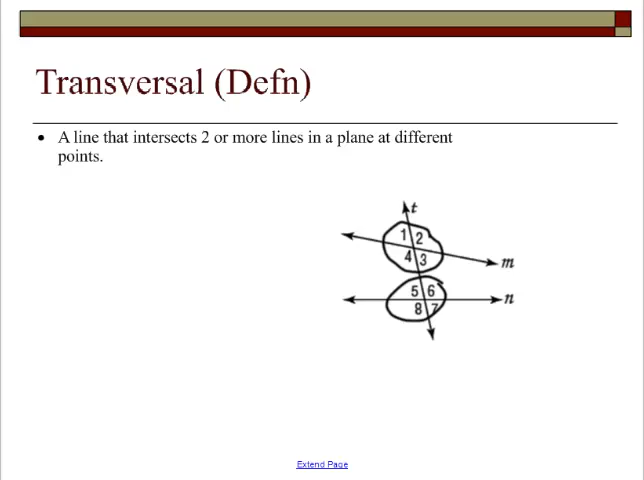 Transversal (Defn)
• A line that intersects 2 or more lines in a plane at different
points.
t
1 2
4 3
m
5 6
n
8 7
Extend Page